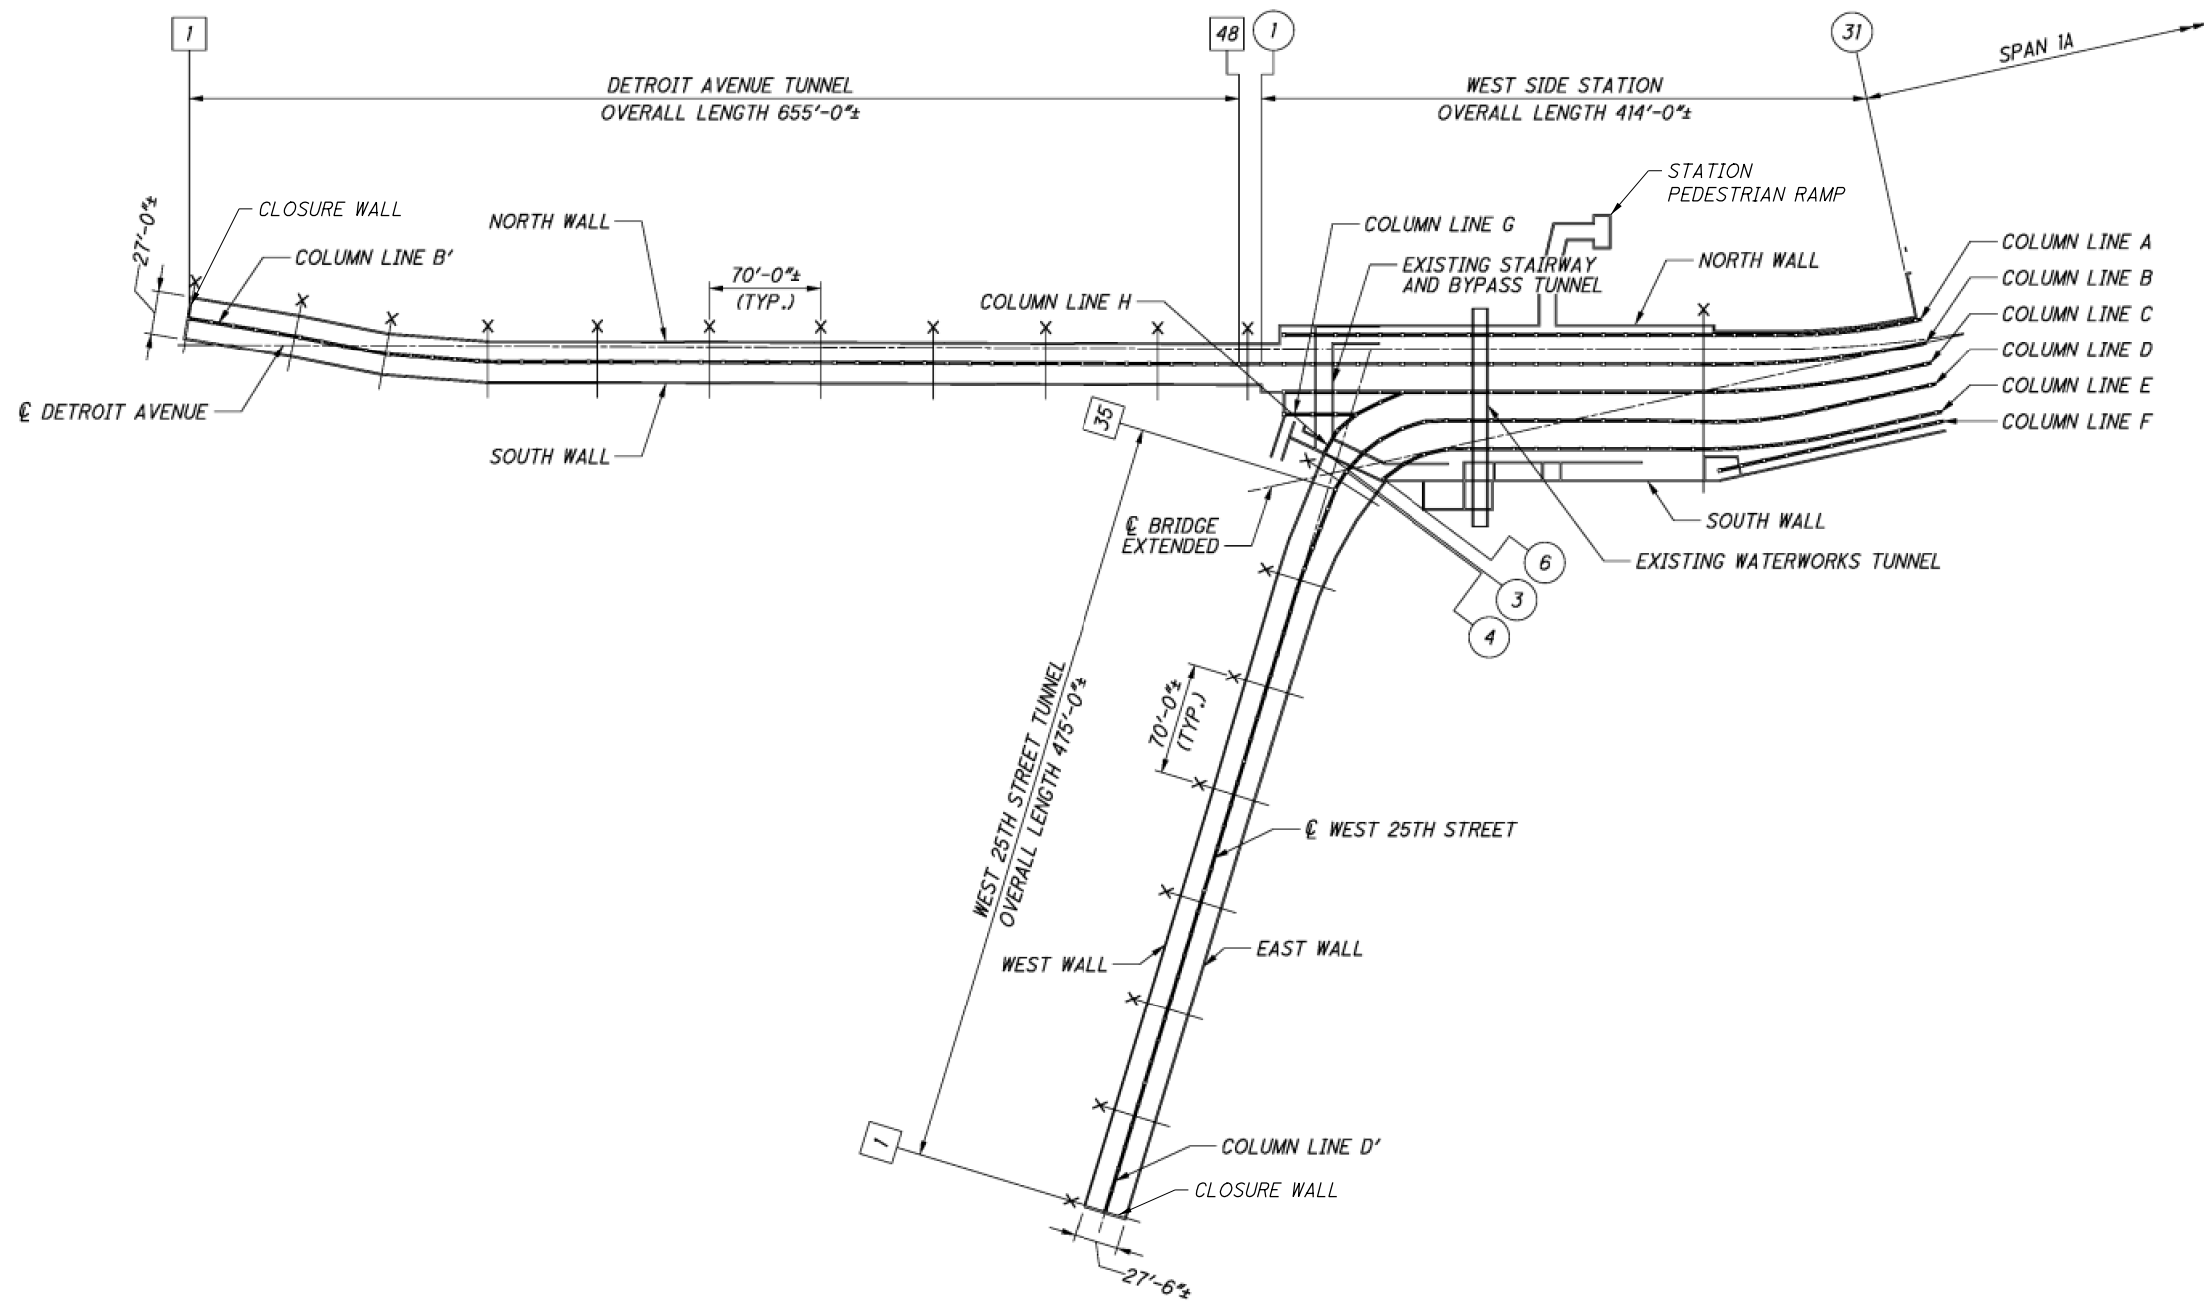 1
48
1
31
SPAN 1A
DETROIT AVENUE TUNNEL
OVERALL LENGTH 655'-0"±
WEST SIDE STATION
OVERALL LENGTH 414'-0"±
STATION
PEDESTRIAN RAMP
27'-0"±
CLOSURE WALL
NORTH WALL
COLUMN LINE B'
70'-0"±
(TYP.)
COLUMN LINE G
EXISTING STAIRWAY
AND BYPASS TUNNEL
COLUMN LINE H
NORTH WALL
COLUMN LINE A
COLUMN LINE B
COLUMN LINE C
COLUMN LINE D
COLUMN LINE E
COLUMN LINE F
℄ DETROIT AVENUE
SOUTH WALL
35
℄ BRIDGE
EXTENDED
SOUTH WALL
EXISTING WATERWORKS TUNNEL
6
3
4
WEST 25TH STREET TUNNEL
OVERALL LENGTH 475'-0"±
70'-0"±
(TYP.)
℄ WEST 25TH STREET
WEST WALL
EAST WALL
1
COLUMN LINE D'
CLOSURE WALL
27'-6"±